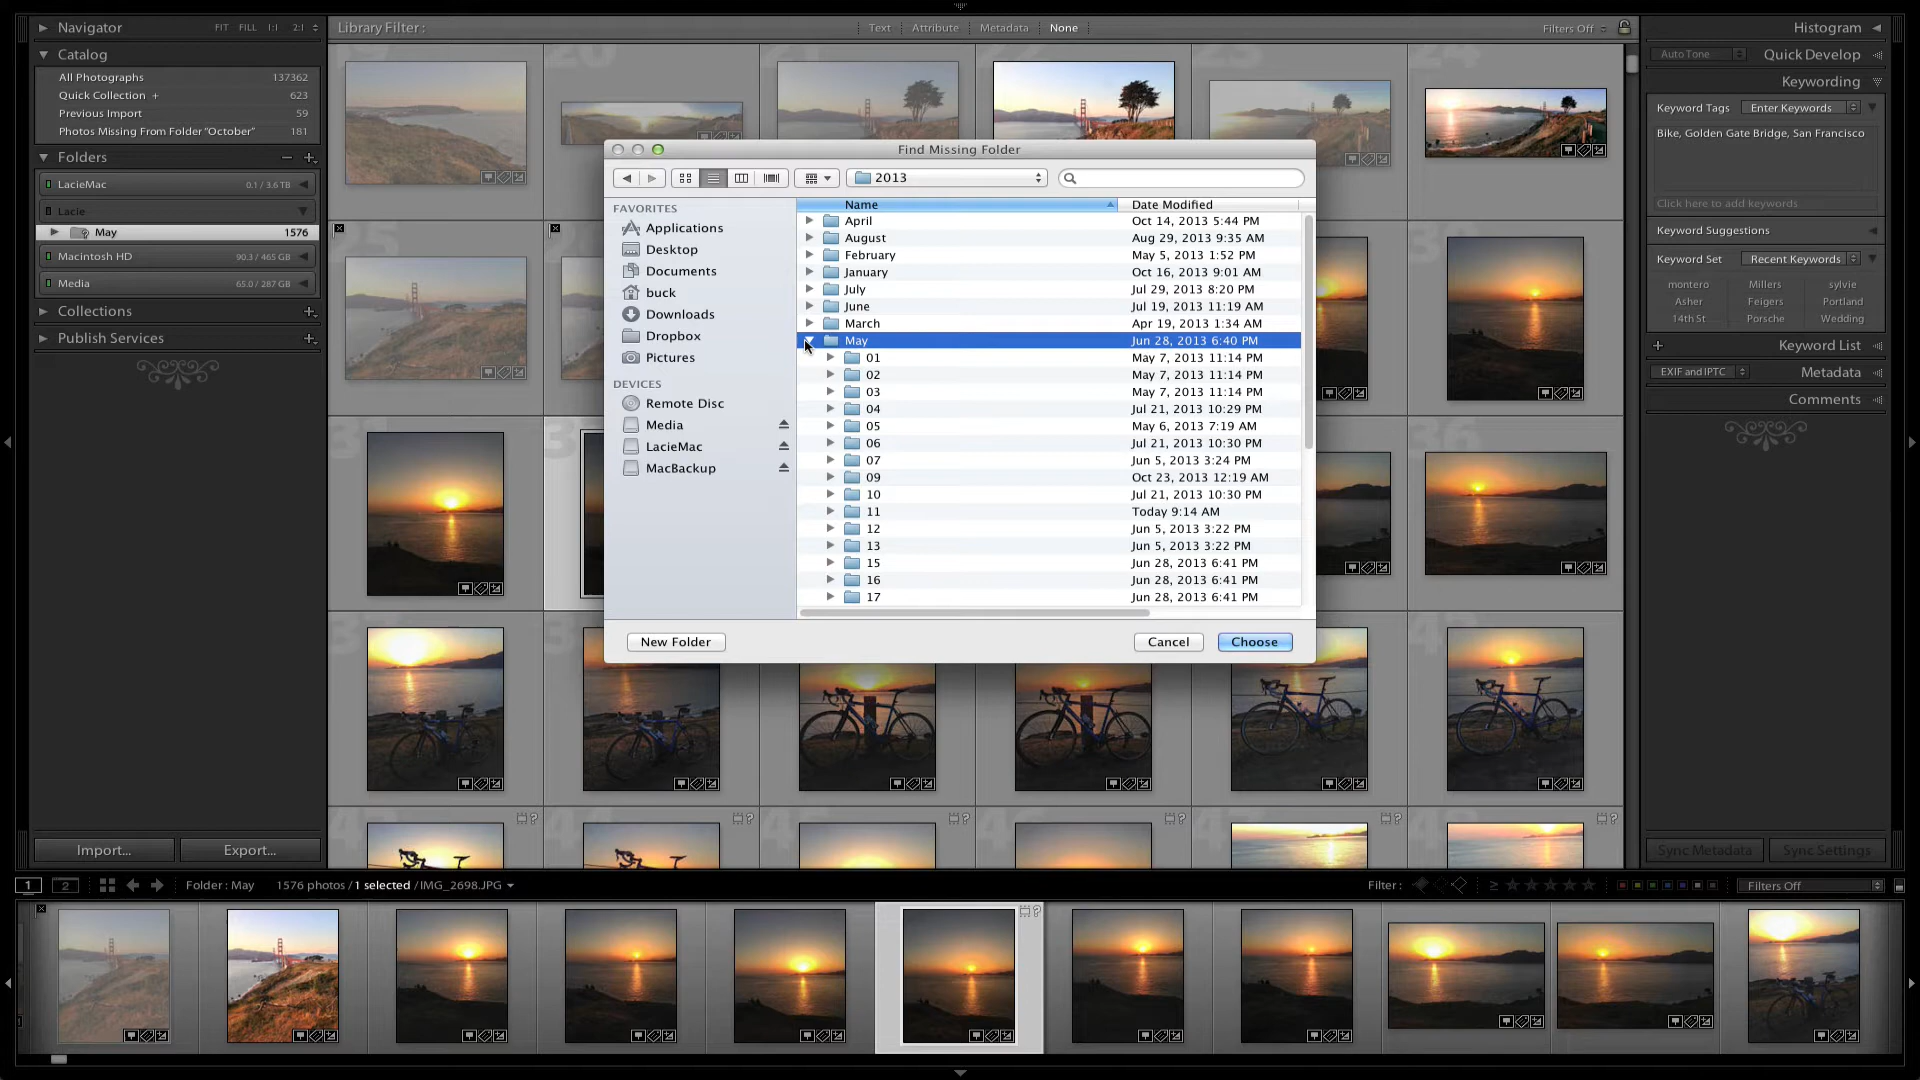 Navigator FIT FILL 1:1 2:1
Catalog
All Photographs 137362
Quick Collection + 623
Previous Import 59
Photos Missing From Folder "October" 181
Folders
LacieMac 0.1 / 3.6 TB
Lacie
May 1576
Macintosh HD 90.3 / 465 GB
Media 65.0 / 287 GB
Collections
Publish Services
Import... Export...
Library Filter : Text Attribute Metadata None Filters Off
19 20 21 22 23 24
Find Missing Folder
2013
FAVORITES
Applications
Desktop
Documents
buck
Downloads
Dropbox
Pictures
DEVICES
Remote Disc
Media
LacieMac
MacBackup
Name Date Modified
April Oct 14, 2013 5:44 PM
August Aug 29, 2013 9:35 AM
February May 5, 2013 1:52 PM
January Oct 16, 2013 9:01 AM
July Jul 29, 2013 8:20 PM
June Jul 19, 2013 11:19 AM
March Apr 19, 2013 1:34 AM
May Jun 28, 2013 6:40 PM
01 May 7, 2013 11:14 PM
02 May 7, 2013 11:14 PM
03 May 7, 2013 11:14 PM
04 Jul 21, 2013 10:29 PM
05 May 6, 2013 7:19 AM
06 Jul 21, 2013 10:30 PM
07 Jun 5, 2013 3:24 PM
09 Oct 23, 2013 12:19 AM
10 Jul 21, 2013 10:30 PM
11 Today 9:14 AM
12 Jun 5, 2013 3:22 PM
13 Jun 5, 2013 3:22 PM
15 Jun 28, 2013 6:41 PM
16 Jun 28, 2013 6:41 PM
17 Jun 28, 2013 6:41 PM
New Folder Cancel Choose
Histogram
Auto Tone Quick Develop
Keywording
Keyword Tags Enter Keywords
Bike, Golden Gate Bridge, San Francisco
Click here to add keywords
Keyword Suggestions
Keyword Set Recent Keywords
montero Millers sylvie
Asher Feigers Portland
14th St Porsche Wedding
Keyword List
EXIF and IPTC Metadata
Comments
Sync Metadata Sync Settings
1 2 Folder : May 1576 photos / 1 selected / IMG_2698.JPG Filter : Filters Off